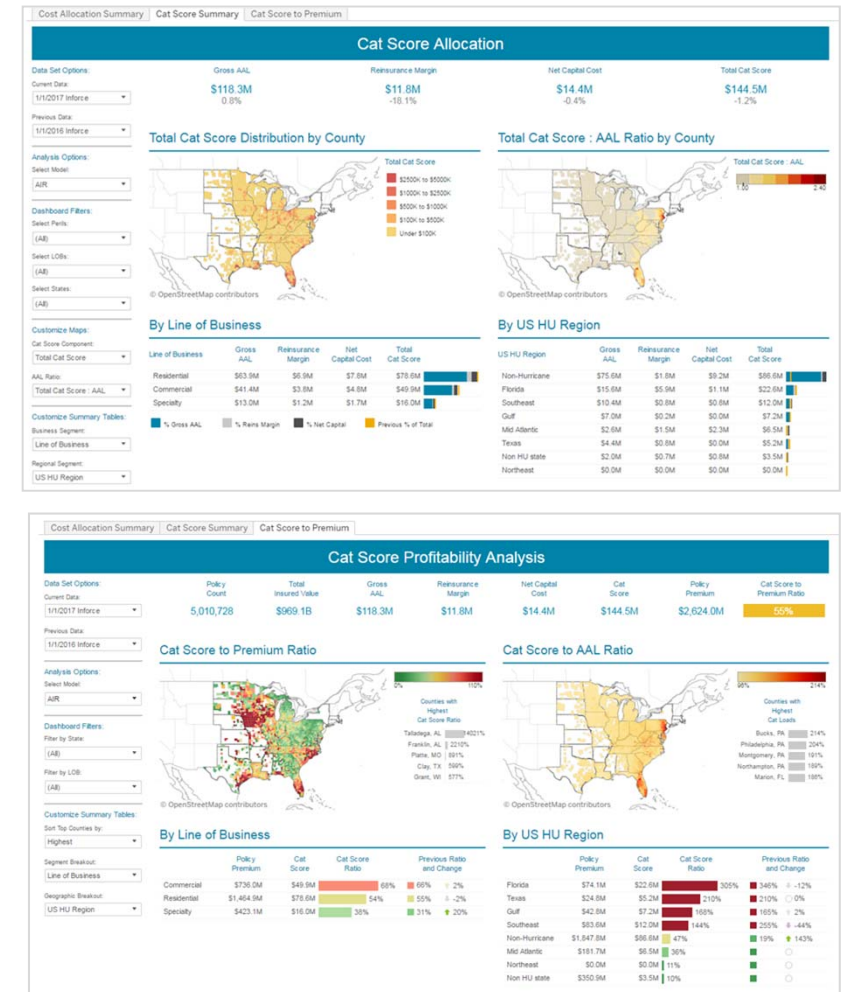 Cost Allocation Summary Cat Score Summary Cat Score to Premium
Cat Score Allocation
Data Set Options:
Current Data:
1/1/2017 Inforce
Previous Data:
1/1/2016 Inforce
Analysis Options:
Select Model:
AIR
Dashboard Filters:
Select Perils:
(All)
Select LOBs:
(All)
Select States:
(All)
Customize Maps:
Cat Score Component:
Total Cat Score
AAL Ratio:
Total Cat Score : AAL
Customize Summary Tables:
Business Segment:
Line of Business
Regional Segment:
US HU Region
Gross AAL Reinsurance Margin Net Capital Cost Total Cat Score
$118.3M $11.8M $14.4M $144.5M
0.8% -18.1% -0.4% -1.2%
Total Cat Score Distribution by County
Total Cat Score
$2500K to $5000K
$1000K to $2500K
$500K to $1000K
$100K to $500K
Under $100K
© OpenStreetMap contributors
Total Cat Score : AAL Ratio by County
Total Cat Score : AAL
1.00 2.40
© OpenStreetMap contributors
By Line of Business
Line of Business Gross AAL Reinsurance Margin Net Capital Cost Total Cat Score
Residential $63.9M $6.9M $7.8M $78.6M
Commercial $41.4M $3.8M $4.8M $49.9M
Specialty $13.0M $1.2M $1.7M $16.0M
% Gross AAL % Reins Margin % Net Capital Previous % of Total
By US HU Region
US HU Region Gross AAL Reinsurance Margin Net Capital Cost Total Cat Score
Non-Hurricane $75.6M $1.8M $9.2M $86.6M
Florida $15.6M $5.9M $1.1M $22.6M
Southeast $10.4M $0.8M $0.8M $12.0M
Gulf $7.0M $0.2M $0.0M $7.2M
Mid Atlantic $2.6M $1.5M $2.3M $6.5M
Texas $4.4M $0.8M $0.0M $5.2M
Non HU state $2.0M $0.7M $0.8M $3.5M
Northeast $0.0M $0.0M $0.0M $0.0M
Cost Allocation Summary Cat Score Summary Cat Score to Premium
Cat Score Profitability Analysis
Data Set Options:
Current Data:
1/1/2017 Inforce
Previous Data:
1/1/2016 Inforce
Analysis Options:
Select Model:
AIR
Dashboard Filters:
Filter by State:
(All)
Filter by LOB:
(All)
Customize Summary Tables:
Sort Top Counties by:
Highest
Segment Breakout:
Line of Business
Geographic Breakout:
US HU Region
Policy Count Total Insured Value Gross AAL Reinsurance Margin Net Capital Cost Cat Score Policy Premium Cat Score to Premium Ratio
5,010,728 $969.1B $118.3M $11.8M $14.4M $144.5M $2,624.0M 55%
Cat Score to Premium Ratio
0% 110%
Counties with
Highest
Cat Score Ratio
Talladega, AL 14021%
Franklin, AL 2210%
Platte, MO 891%
Clay, TX 599%
Grant, WI 577%
© OpenStreetMap contributors
Cat Score to AAL Ratio
98% 214%
Counties with
Highest
Cat Loads
Bucks, PA 214%
Philadelphia, PA 204%
Montgomery, PA 191%
Northampton, PA 189%
Marion, FL 188%
© OpenStreetMap contributors
By Line of Business
Policy Premium Cat Score Cat Score Ratio Previous Ratio and Change
Commercial $736.0M $49.9M 68% 66% 2%
Residential $1,464.9M $78.6M 54% 55% -2%
Specialty $423.1M $16.0M 38% 31% 20%
By US HU Region
Policy Premium Cat Score Cat Score Ratio Previous Ratio and Change
Florida $74.1M $22.6M 305% 346% -12%
Texas $24.8M $5.2M 210% 210% 0%
Gulf $42.8M $7.2M 168% 165% 2%
Southeast $83.6M $12.0M 144% 255% -44%
Non-Hurricane $1,847.8M $86.6M 47% 19% 143%
Mid Atlantic $181.7M $6.5M 36%
Northeast $0.0M $0.0M 11%
Non HU state $350.9M $3.5M 10%